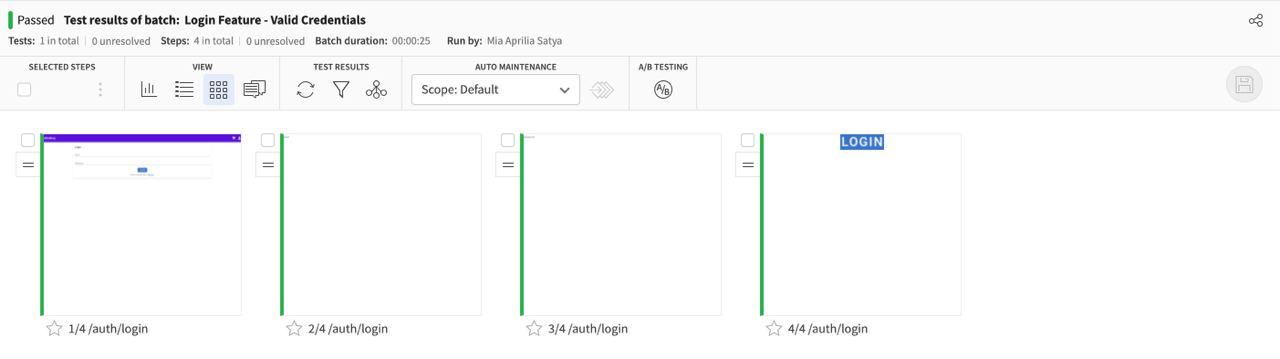 Passed Test results of batch: Login Feature - Valid Credentials
Tests: 1 in total 0 unresolved Steps: 4 in total 0 unresolved Batch duration: 00:00:25 Run by: Mia Aprilia Satya
SELECTED STEPS VIEW TEST RESULTS AUTO MAINTENANCE A/B TESTING
Scope: Default A/B
LOGIN
1/4 /auth/login 2/4 /auth/login 3/4 /auth/login 4/4 /auth/login